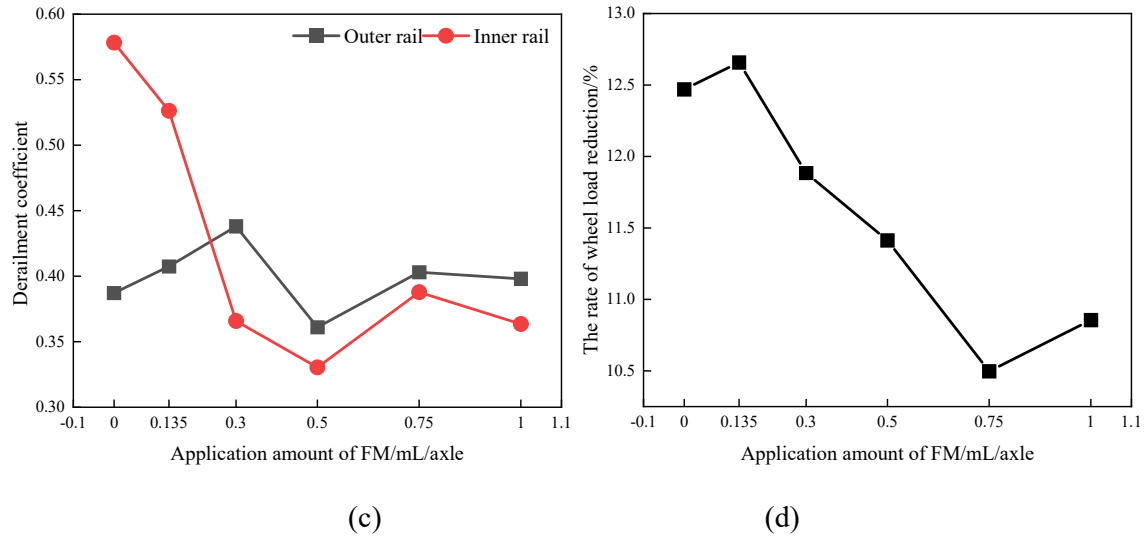 0.60
0.55
0.50
0.45
0.40
0.35
0.30
Derailment coefficient
Outer rail
Inner rail
-0.1 0 0.135 0.3 0.5 0.75 1 1.1
Application amount of FM/mL/axle
(c)
13.0
12.5
12.0
11.5
11.0
10.5
The rate of wheel load reduction/%
-0.1 0 0.135 0.3 0.5 0.75 1 1.1
Application amount of FM/mL/axle
(d)